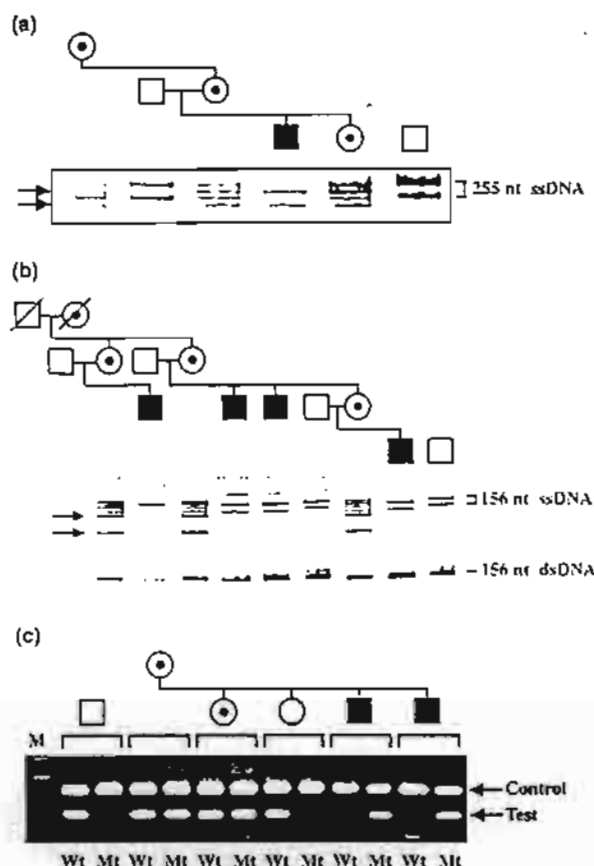 (a)
255 nt ssDNA
(b)
156 nt ssDNA
156 nt dsDNA
(c)
M
Control
Test
Wt Mt Wt Mt Wt Mt Wt Mt Wt Mt Wt Mt